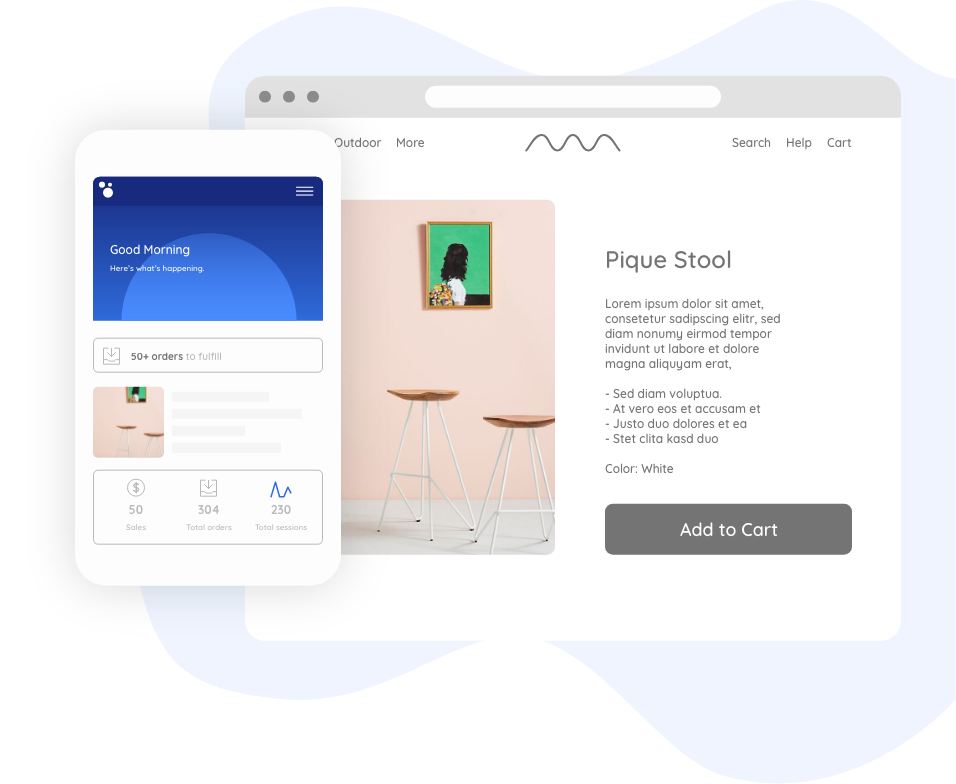 Outdoor More
Search Help Cart
Good Morning
Here's what's happening.
50+ orders to fulfill
$
50
Sales
304
Total orders
230
Total sessions
Pique Stool
Lorem ipsum dolor sit amet,
consetetur sadipscing elitr, sed
diam nonumy eirmod tempor
invidunt ut labore et dolore
magna aliquyam erat,
- Sed diam voluptua.
- At vero eos et accusam et
- Justo duo dolores et ea
- Stet clita kasd duo
Color: White
Add to Cart